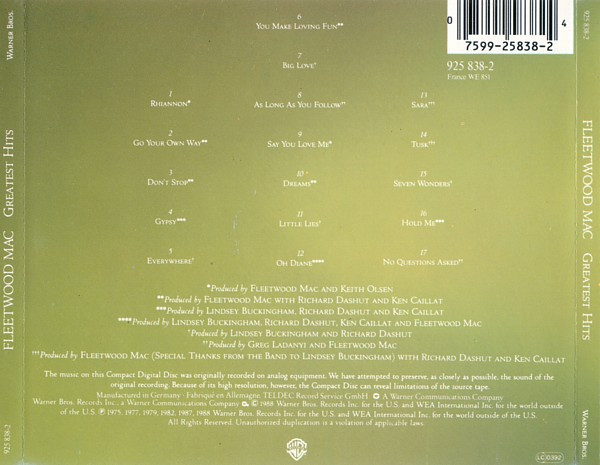 WARNER BROS.
FLEETWOOD MAC GREATEST HITS
925 838-2
6
YOU MAKE LOVING FUN**
7
BIG LOVE†
1
RHIANNON*
2
GO YOUR OWN WAY**
3
DON'T STOP**
4
GYPSY***
5
EVERYWHERE†
8
AS LONG AS YOU FOLLOW††
9
SAY YOU LOVE ME*
10
DREAMS**
11
LITTLE LIES†
12
OH DIANE****
13
SARA†††
14
TUSK†††
15
SEVEN WONDERS†
16
HOLD ME***
17
NO QUESTIONS ASKED††
0 4
7599-25838-2
925 838-2
France WE 851
*Produced by FLEETWOOD MAC AND KEITH OLSEN
**Produced by FLEETWOOD MAC WITH RICHARD DASHUT AND KEN CAILLAT
***Produced by LINDSEY BUCKINGHAM, RICHARD DASHUT AND KEN CAILLAT
****Produced by LINDSEY BUCKINGHAM, RICHARD DASHUT, KEN CAILLAT AND FLEETWOOD MAC
†Produced by LINDSEY BUCKINGHAM AND RICHARD DASHUT
††Produced by GREG LADANYI AND FLEETWOOD MAC
†††Produced by FLEETWOOD MAC (SPECIAL THANKS FROM THE BAND TO LINDSEY BUCKINGHAM) WITH RICHARD DASHUT AND KEN CAILLAT
The music on this Compact Digital Disc was originally recorded on analog equipment. We have attempted to preserve, as closely as possible, the sound of
the original recording. Because of its high resolution, however, the Compact Disc can reveal limitations of the source tape.
Manufactured in Germany · Fabriqué en Allemagne, TELDEC Record Service GmbH A Warner Communications Company
Warner Bros. Records Inc., a Warner Communications Company. © 1988 Warner Bros. Records Inc. for the U.S. and WEA International Inc. for the world outside
of the U.S. ℗ 1975, 1977, 1979, 1982, 1987, 1988 Warner Bros. Records Inc. for the U.S. and WEA International Inc. for the world outside of the U.S.
All Rights Reserved. Unauthorized duplication is a violation of applicable laws.
LC 0392
925 838-2
FLEETWOOD MAC GREATEST HITS
WARNER BROS.